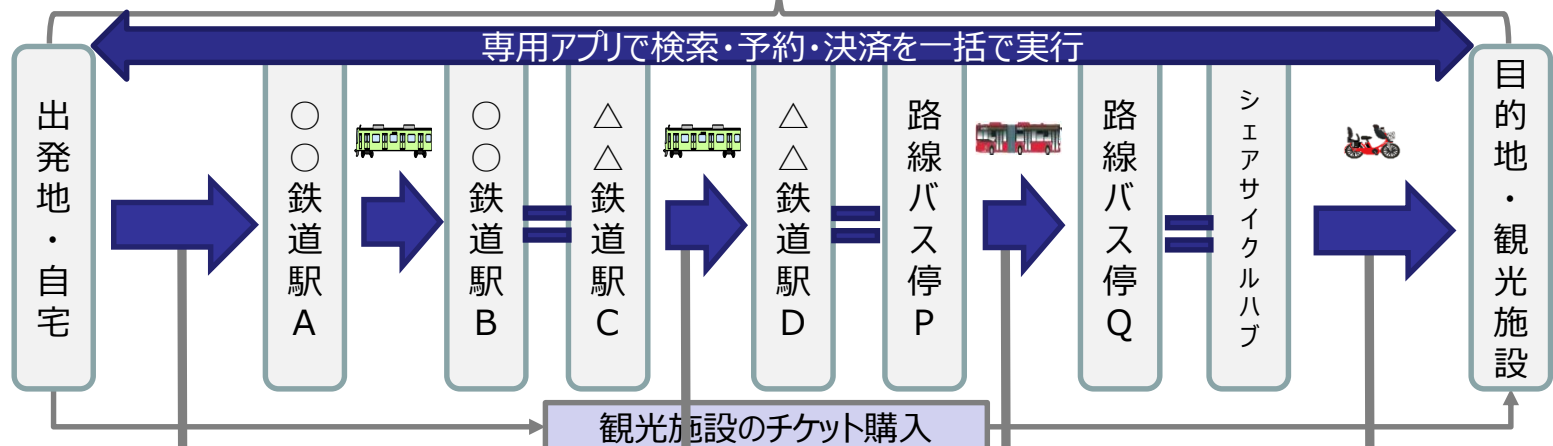 専用アプリで検索・予約・決済を一括で実行
出発地・自宅
○○鉄道駅A
○○鉄道駅B
△△鉄道駅C
△△鉄道駅D
路線バス停P
路線バス停Q
シェアサイクルハブ
目的地・観光施設
観光施設のチケット購入